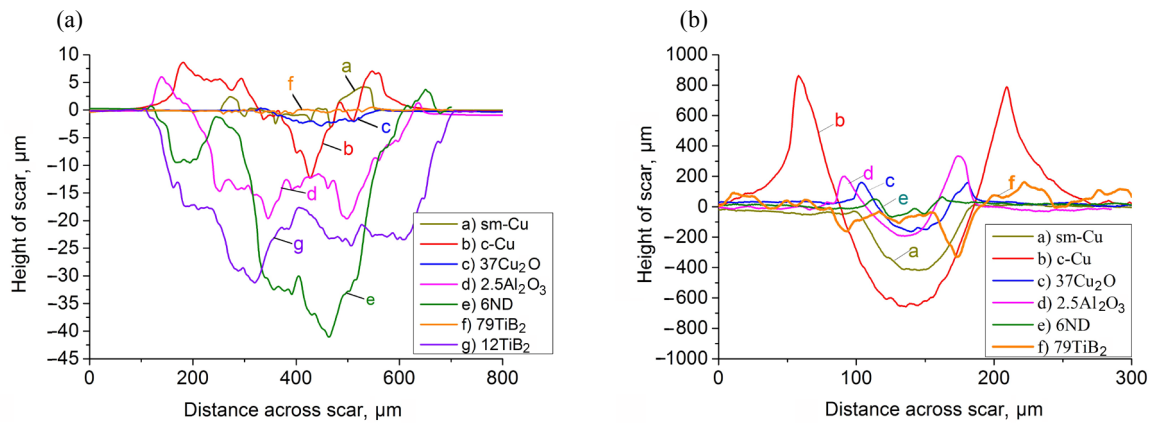 (a)
10
5
0
−5
−10
−15
−20
−25
−30
−35
−40
−45
0
200
400
600
800
Height of scar, µm
Distance across scar, µm
a
f
c
b
d
g
e
a) sm-Cu
b) c-Cu
c) 37Cu₂O
d) 2.5Al₂O₃
e) 6ND
f) 79TiB₂
g) 12TiB₂
(b)
1000
800
600
400
200
0
−200
−400
−600
−800
−1000
0
100
200
300
Height of scar, µm
Distance across scar, µm
b
d
c
e
f
a
a) sm-Cu
b) c-Cu
c) 37Cu₂O
d) 2.5Al₂O₃
e) 6ND
f) 79TiB₂